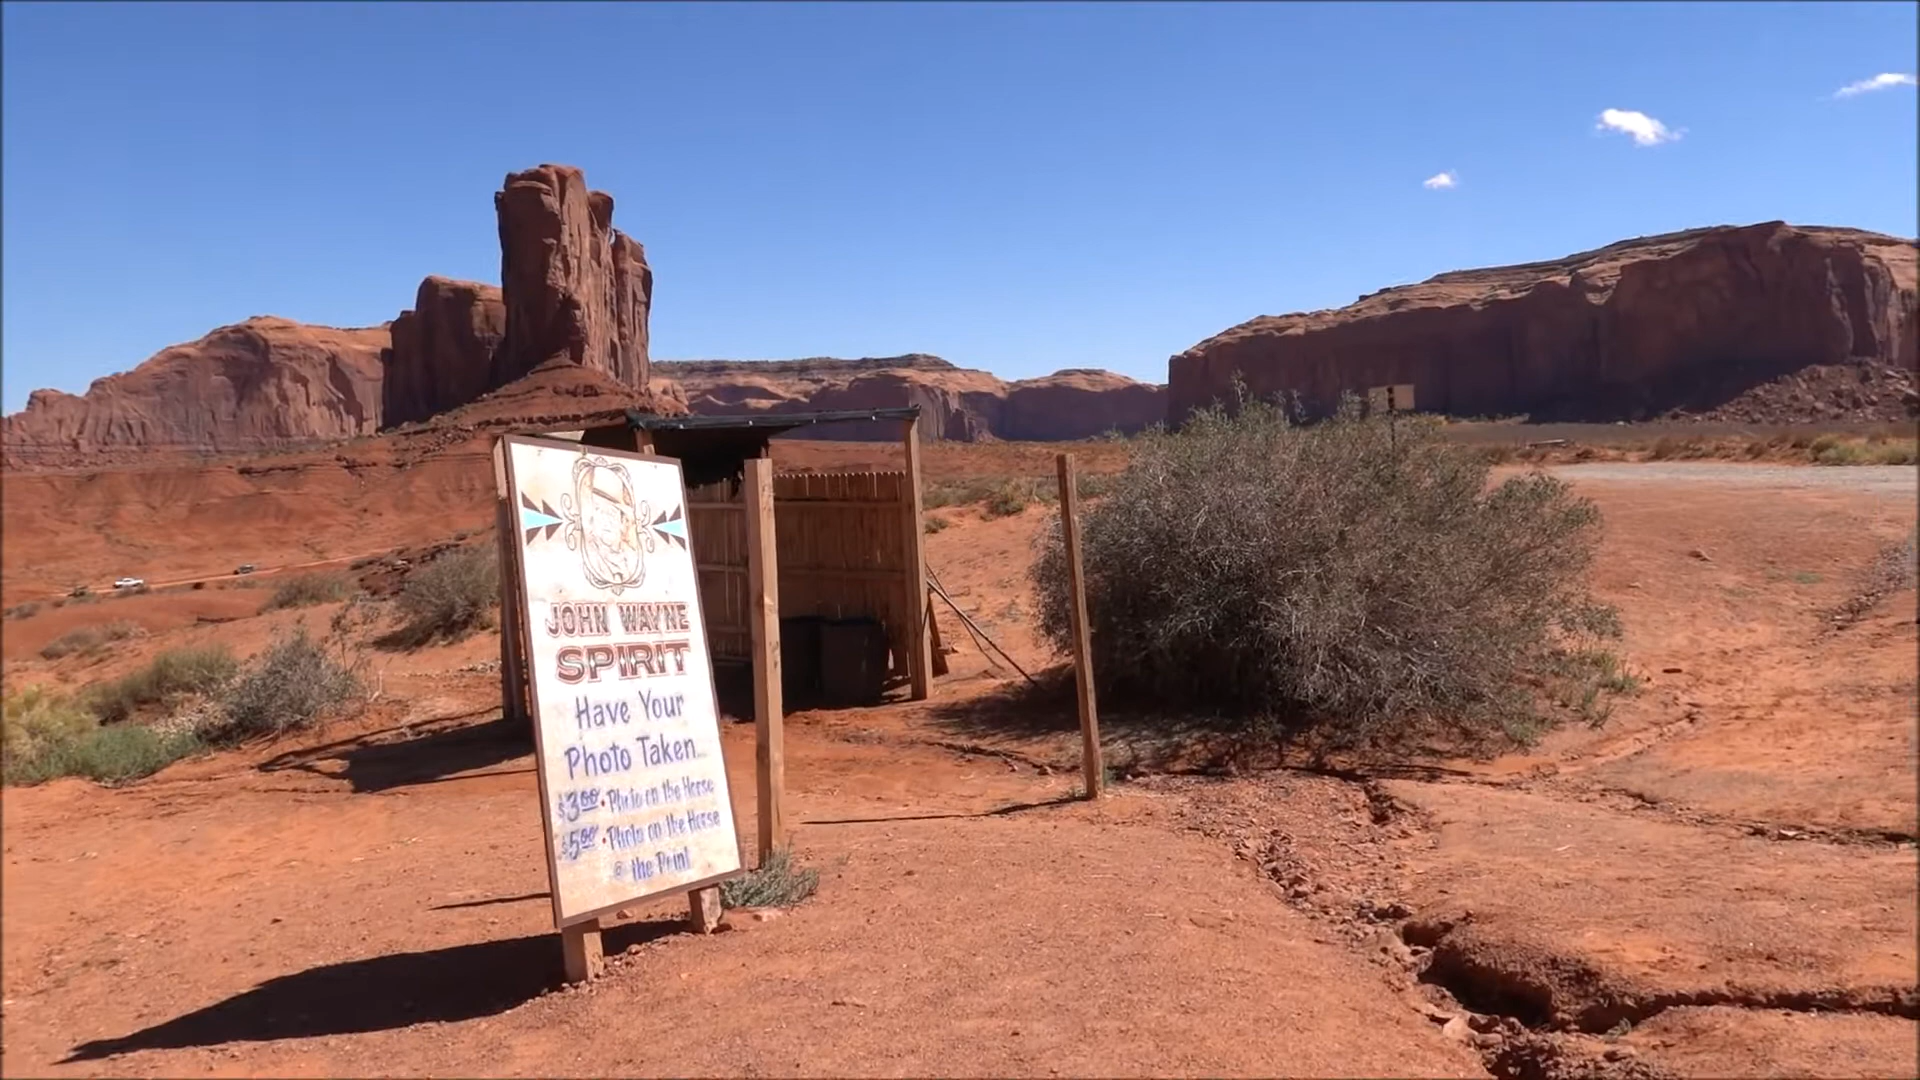 JOHN WAYNE
SPIRIT
Have Your
Photo Taken...
$3.00 • Photo on the Horse
$5.00 • Photo on the Horse
@ the Point